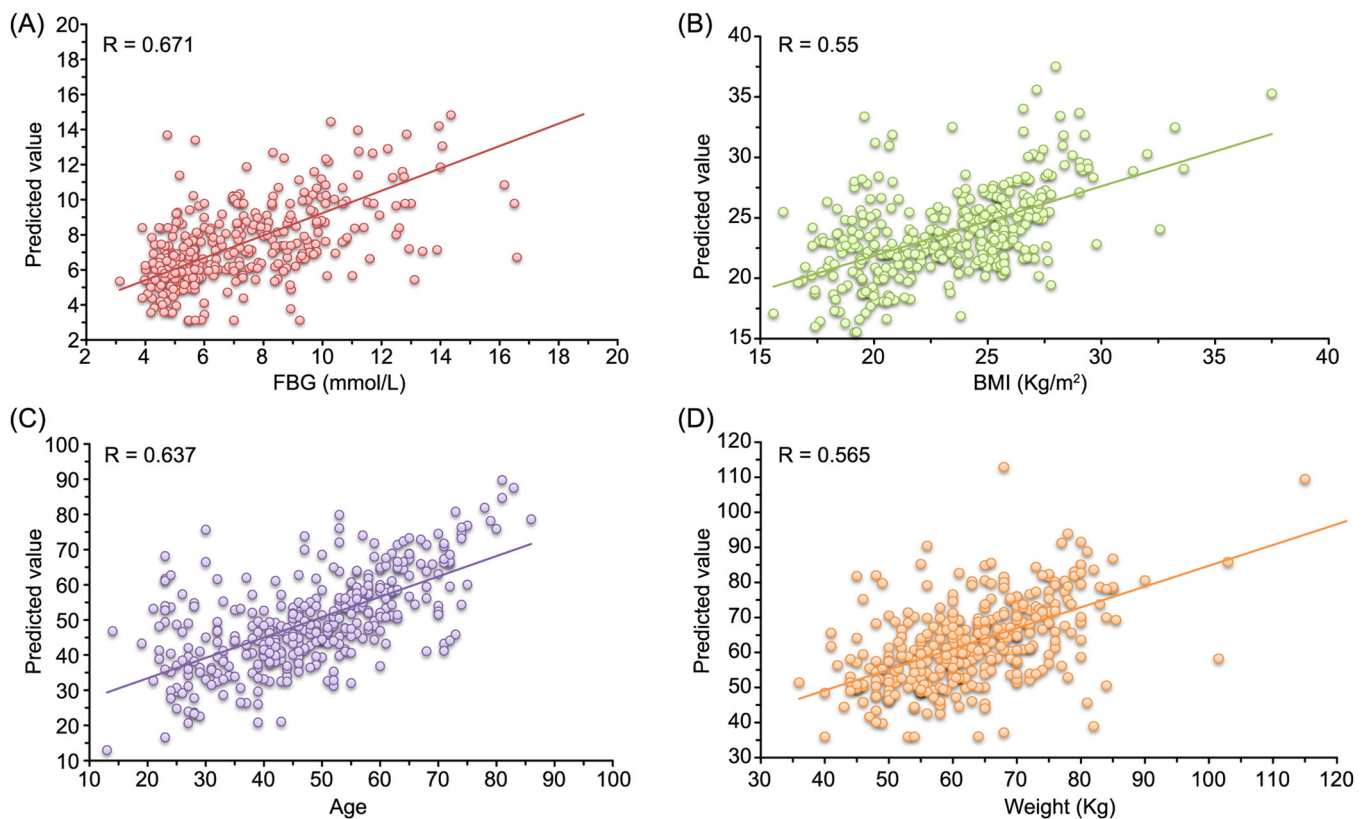 (A)
R = 0.671
Predicted value
20
18
16
14
12
10
8
6
4
2
2 4 6 8 10 12 14 16 18 20
FBG (mmol/L)
(B)
R = 0.55
Predicted value
40
35
30
25
20
15
15 20 25 30 35 40
BMI (Kg/m²)
(C)
R = 0.637
Predicted value
100
90
80
70
60
50
40
30
20
10
10 20 30 40 50 60 70 80 90 100
Age
(D)
R = 0.565
Predicted value
120
110
100
90
80
70
60
50
40
30
30 40 50 60 70 80 90 100 110 120
Weight (Kg)